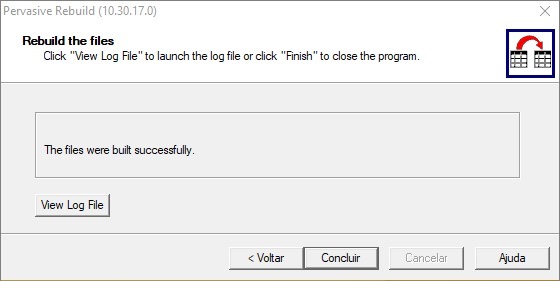 Pervasive Rebuild (10.30.17.0)
Rebuild the files
Click "View Log File" to launch the log file or click "Finish" to close the program.
The files were built successfully.
View Log File
< Voltar
Concluir
Cancelar
Ajuda